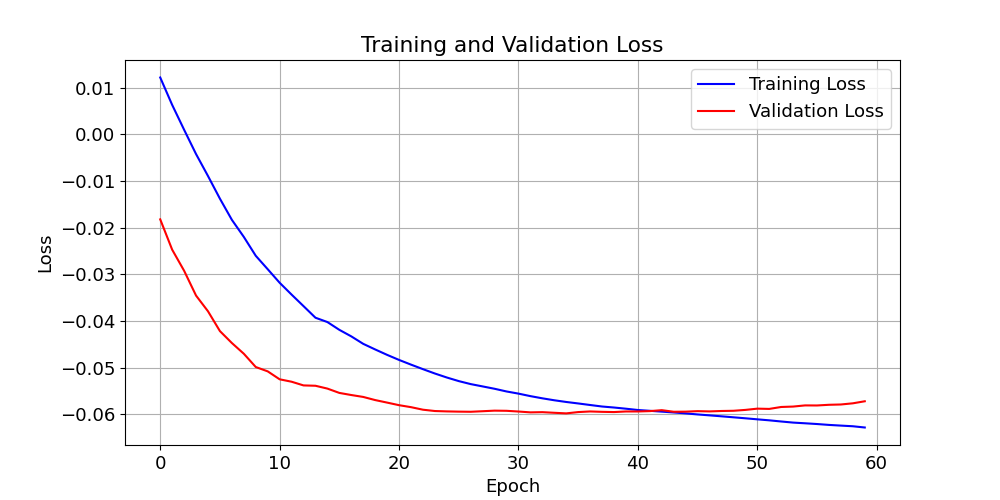 Training and Validation Loss
Training Loss
Validation Loss
0.01
0.00
−0.01
−0.02
−0.03
−0.04
−0.05
−0.06
Loss
0 10 20 30 40 50 60
Epoch